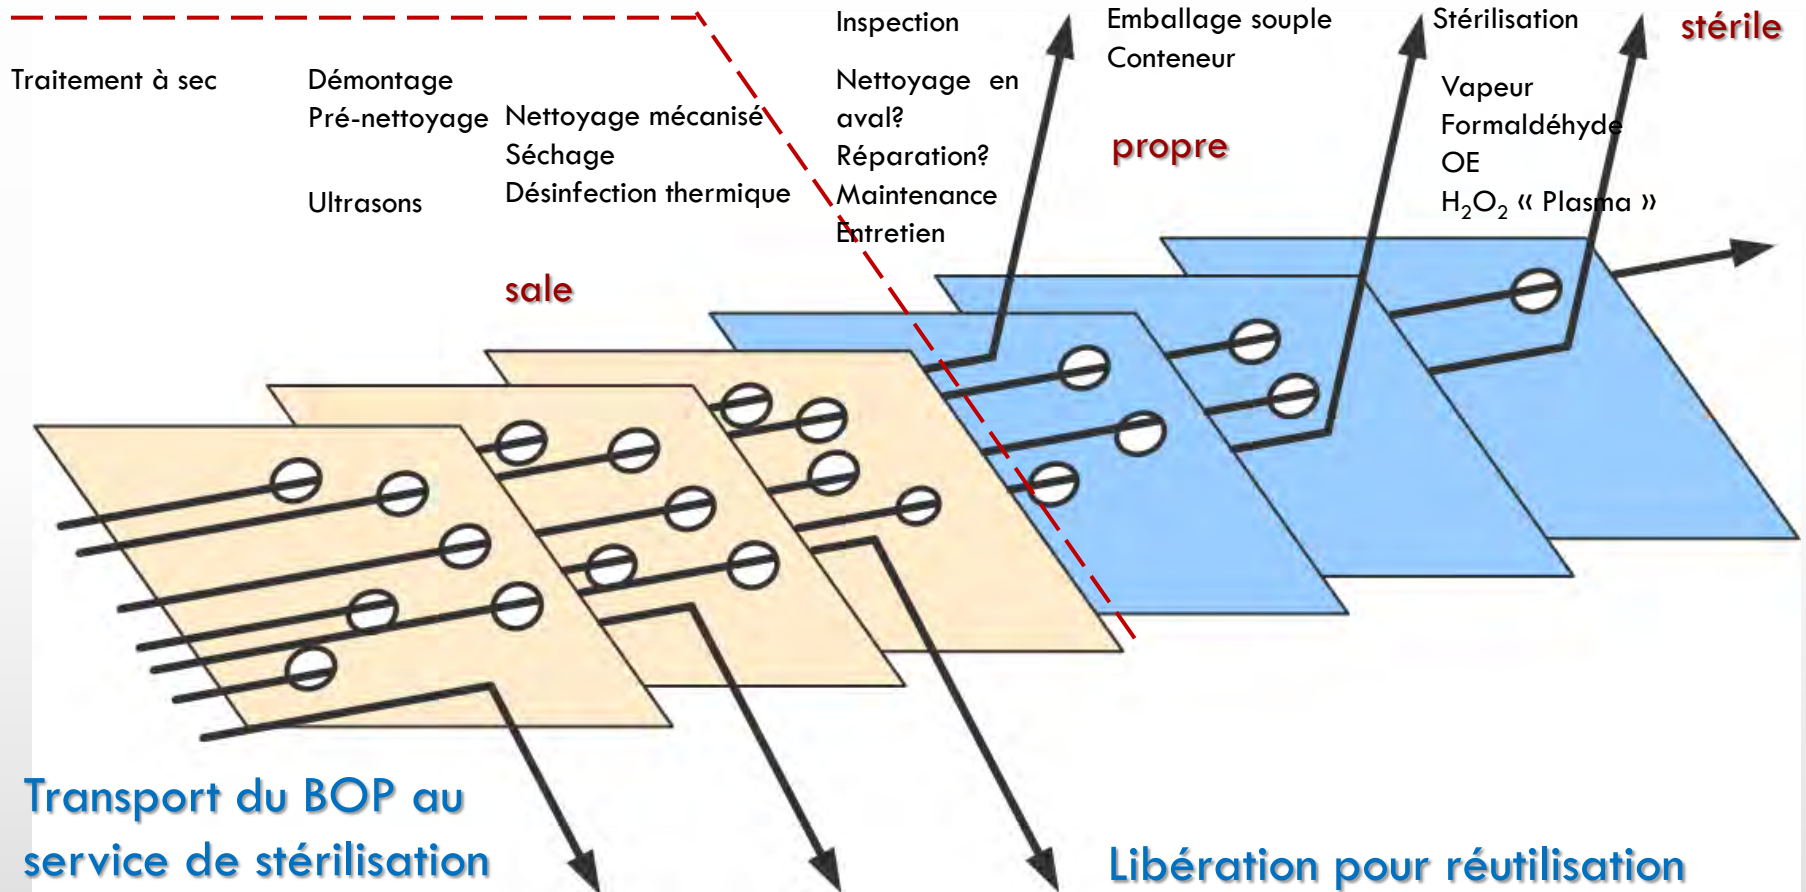 Traitement à sec
Démontage
Pré-nettoyage
Ultrasons
Nettoyage mécanisé
Séchage
Désinfection thermique
sale
Inspection
Nettoyage en
aval?
Réparation?
Maintenance
Entretien
Emballage souple
Conteneur
propre
Stérilisation
Vapeur
Formaldéhyde
OE
H₂O₂ « Plasma »
stérile
Transport du BOP au
service de stérilisation
Libération pour réutilisation